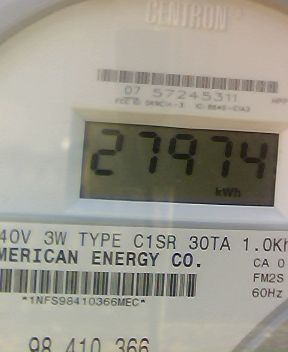 CENTRON
07 57245311
27974
kWh
40V 3W TYPE C1SR 30TA 1.0Kh
MERICAN ENERGY CO.
CA 0
FM2S
60Hz
*1NFS98410366MEC*
98 410 366